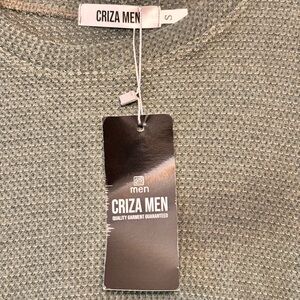 CRIZA MEN
S
men
CRIZA MEN
QUALITY GARMENT GUARANTEED